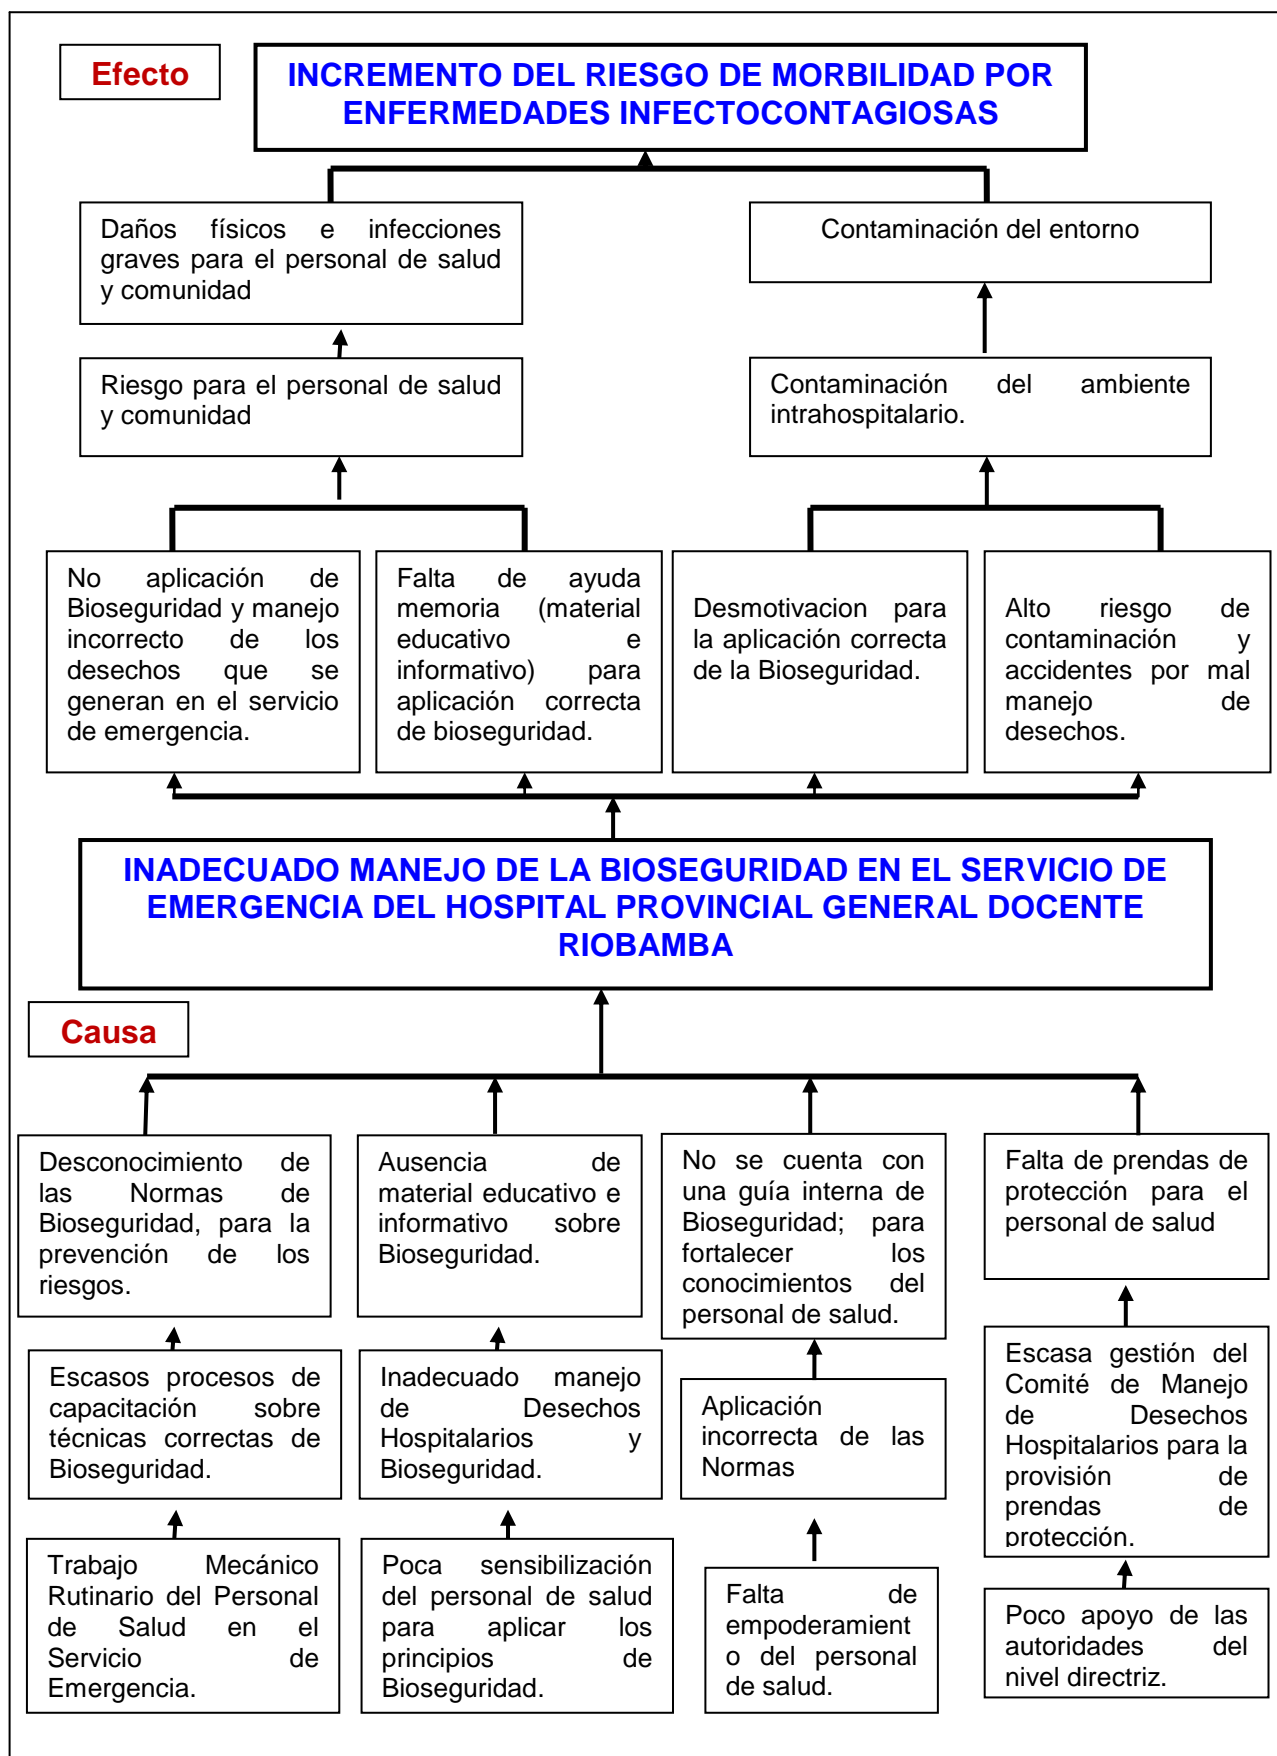 Efecto
INCREMENTO DEL RIESGO DE MORBILIDAD POR
ENFERMEDADES INFECTOCONTAGIOSAS
Daños físicos e infecciones
graves para el personal de salud
y comunidad
Contaminación del entorno
Riesgo para el personal de salud
y comunidad
Contaminación del ambiente
intrahospitalario.
No aplicación de
Bioseguridad y manejo
incorrecto de los
desechos que se
generan en el servicio
de emergencia.
Falta de ayuda
memoria (material
educativo e
informativo) para
aplicación correcta
de bioseguridad.
Desmotivacion para
la aplicación correcta
de la Bioseguridad.
Alto riesgo de
contaminación y
accidentes por mal
manejo de
desechos.
INADECUADO MANEJO DE LA BIOSEGURIDAD EN EL SERVICIO DE
EMERGENCIA DEL HOSPITAL PROVINCIAL GENERAL DOCENTE
RIOBAMBA
Causa
Desconocimiento de
las Normas de
Bioseguridad, para la
prevención de los
riesgos.
Ausencia de
material educativo e
informativo sobre
Bioseguridad.
No se cuenta con
una guía interna de
Bioseguridad; para
fortalecer los
conocimientos del
personal de salud.
Falta de prendas de
protección para el
personal de salud
Escasos procesos de
capacitación sobre
técnicas correctas de
Bioseguridad.
Inadecuado manejo
de Desechos
Hospitalarios y
Bioseguridad.
Aplicación
incorrecta de las
Normas
Escasa gestión del
Comité de Manejo
de Desechos
Hospitalarios para la
provisión de
prendas de
protección.
Trabajo Mecánico
Rutinario del Personal
de Salud en el
Servicio de
Emergencia.
Poca sensibilización
del personal de salud
para aplicar los
principios de
Bioseguridad.
Falta de
empoderamient
o del personal
de salud.
Poco apoyo de las
autoridades del
nivel directriz.